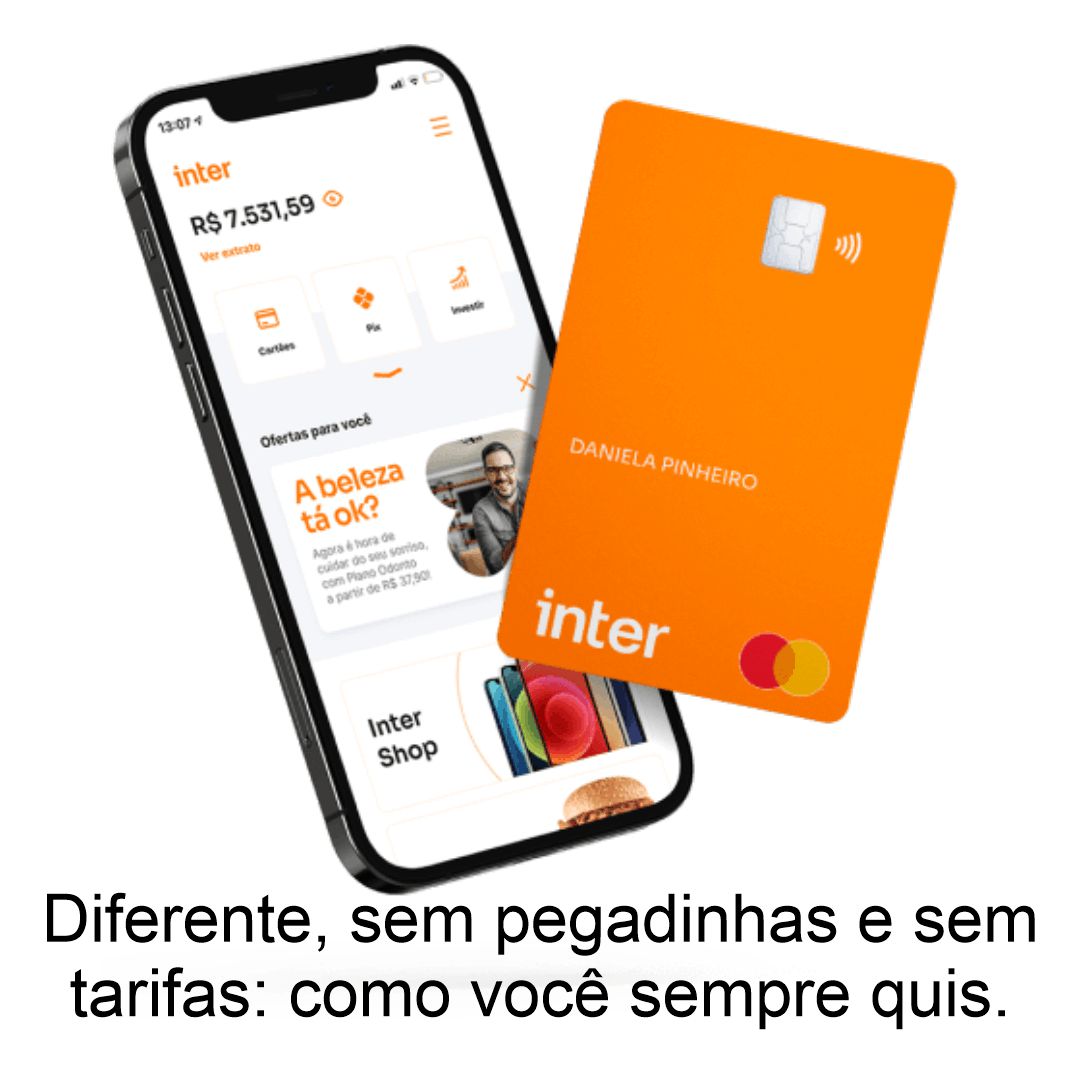 13:07
inter
R$ 7.531,59
Ver extrato
Cartões
Pix
Investir
Ofertas para você
A beleza
tá ok?
Agora é hora de
cuidar do seu sorriso,
com Plano Odonto
a partir de R$ 37,90!
Inter
Shop
DANIELA PINHEIRO
inter
Diferente, sem pegadinhas e sem
tarifas: como você sempre quis.